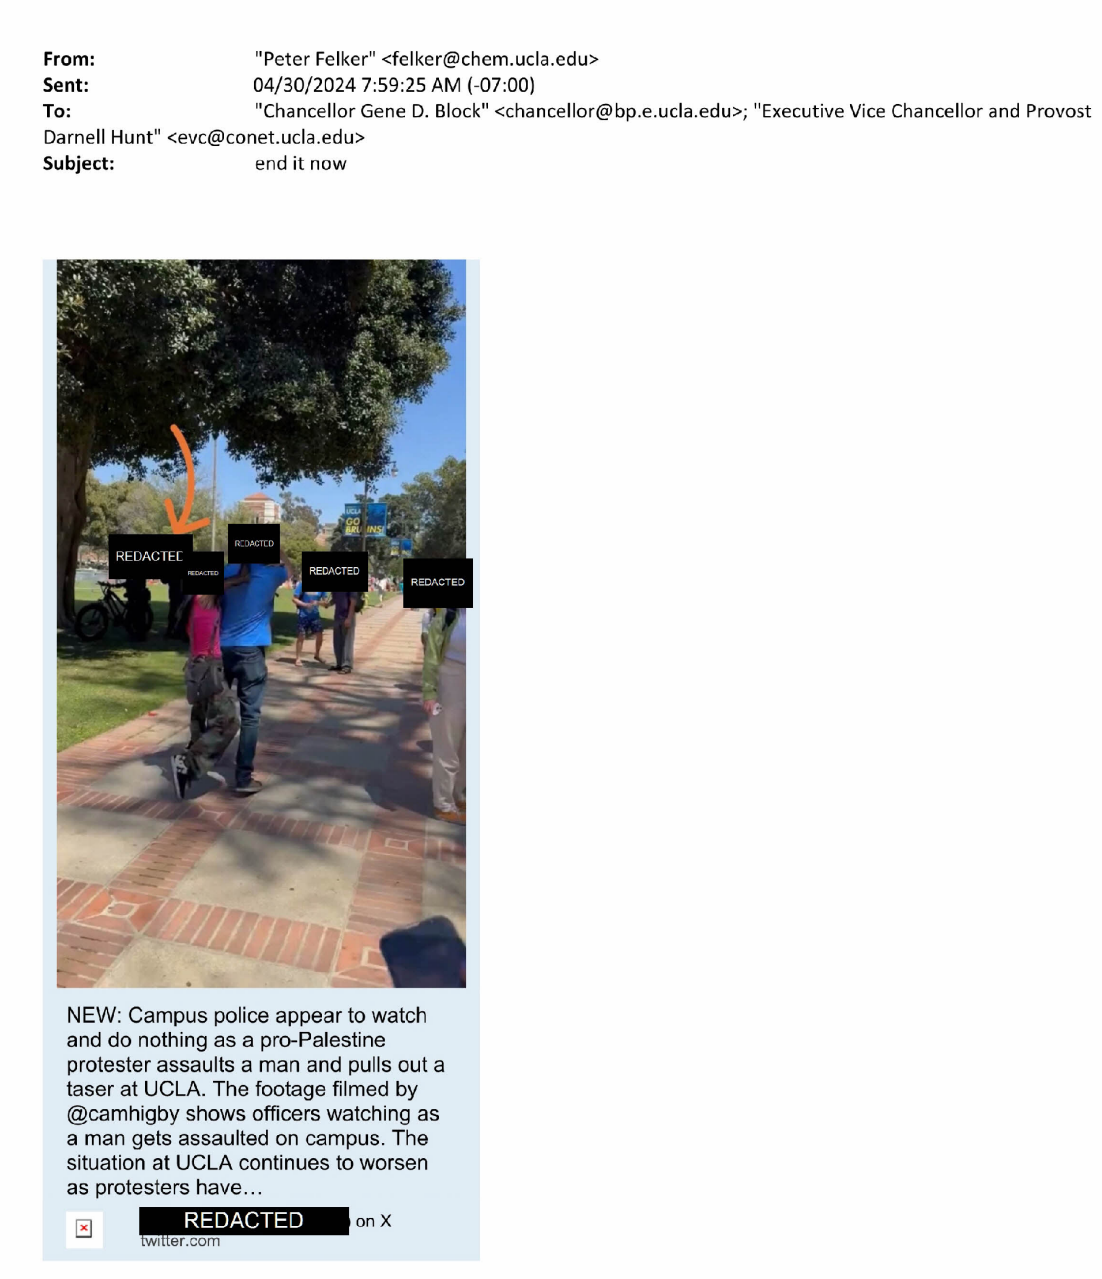 From: "Peter Felker" <felker@chem.ucla.edu>
Sent: 04/30/2024 7:59:25 AM (-07:00)
To: "Chancellor Gene D. Block" <chancellor@bp.e.ucla.edu>; "Executive Vice Chancellor and Provost
Darnell Hunt" <evc@conet.ucla.edu>
Subject: end it now
UCLA
GO
BRUINS!
REDACTED
REDACTED
REDACTED
REDACTED
REDACTED
NEW: Campus police appear to watch
and do nothing as a pro-Palestine
protester assaults a man and pulls out a
taser at UCLA. The footage filmed by
@camhigby shows officers watching as
a man gets assaulted on campus. The
situation at UCLA continues to worsen
as protesters have...
REDACTED on X
twitter.com